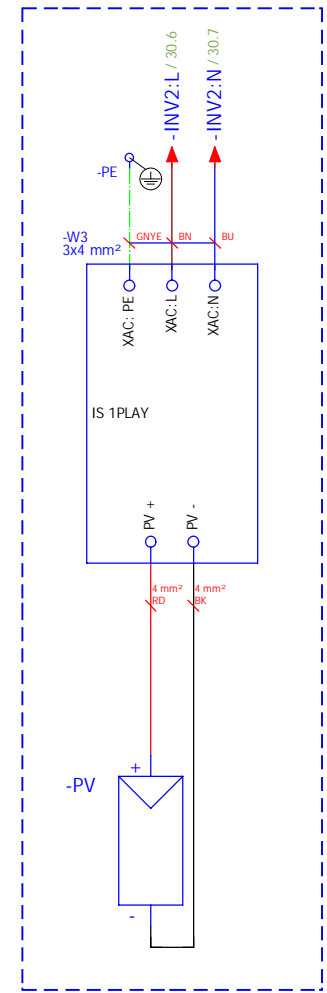 -INV2:L / 30.6
-INV2:N / 30.7
-PE
-W3
3x4 mm²
GNYE
BN
BU
XAC: PE
XAC:L
XAC:N
IS 1PLAY
PV +
PV -
4 mm²
RD
4 mm²
BK
+
-PV
-